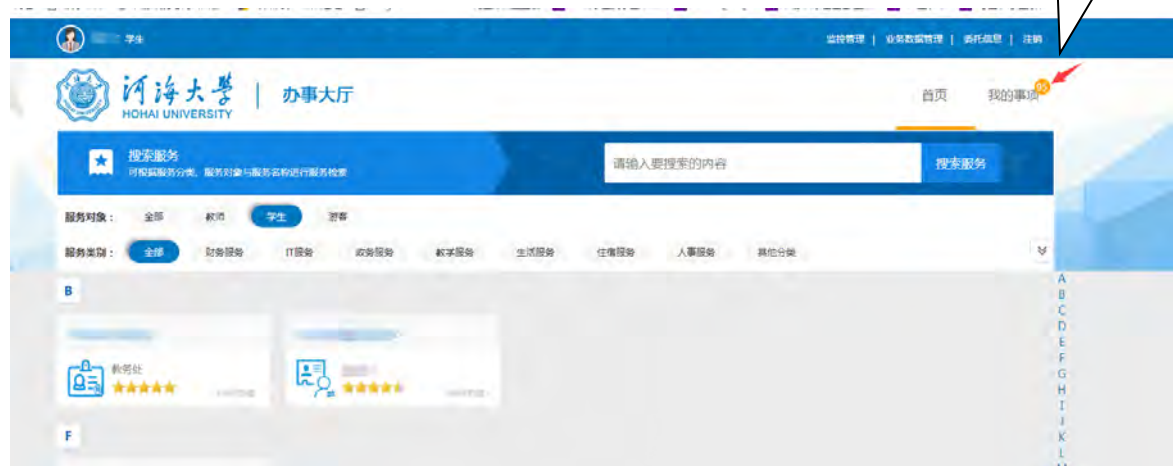 学生
监控管理 | 业务数据管理 | 委托信息 | 注销
河海大学 | 办事大厅
HOHAI UNIVERSITY
首页 我的事项 95
搜索服务
可根据服务分类、服务对象与服务名称进行服务检索
请输入要搜索的内容 搜索服务
服务对象： 全部 教师 学生 游客
服务类别： 全部 财务服务 IT服务 政务服务 教学服务 生活服务 住宿服务 人事服务 其他分类
B
教务处
F
A
B
C
D
E
F
G
H
I
J
K
L